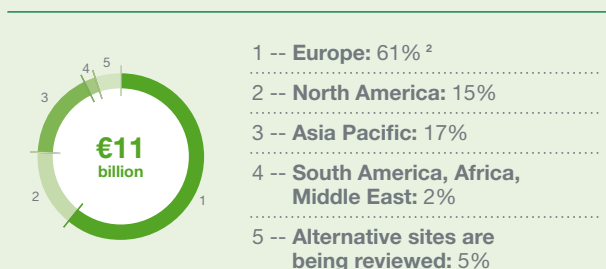 4
5
3
€11
billion
2
1
1 -- Europe: 61% ²
2 -- North America: 15%
3 -- Asia Pacific: 17%
4 -- South America, Africa,
Middle East: 2%
5 -- Alternative sites are
being reviewed: 5%